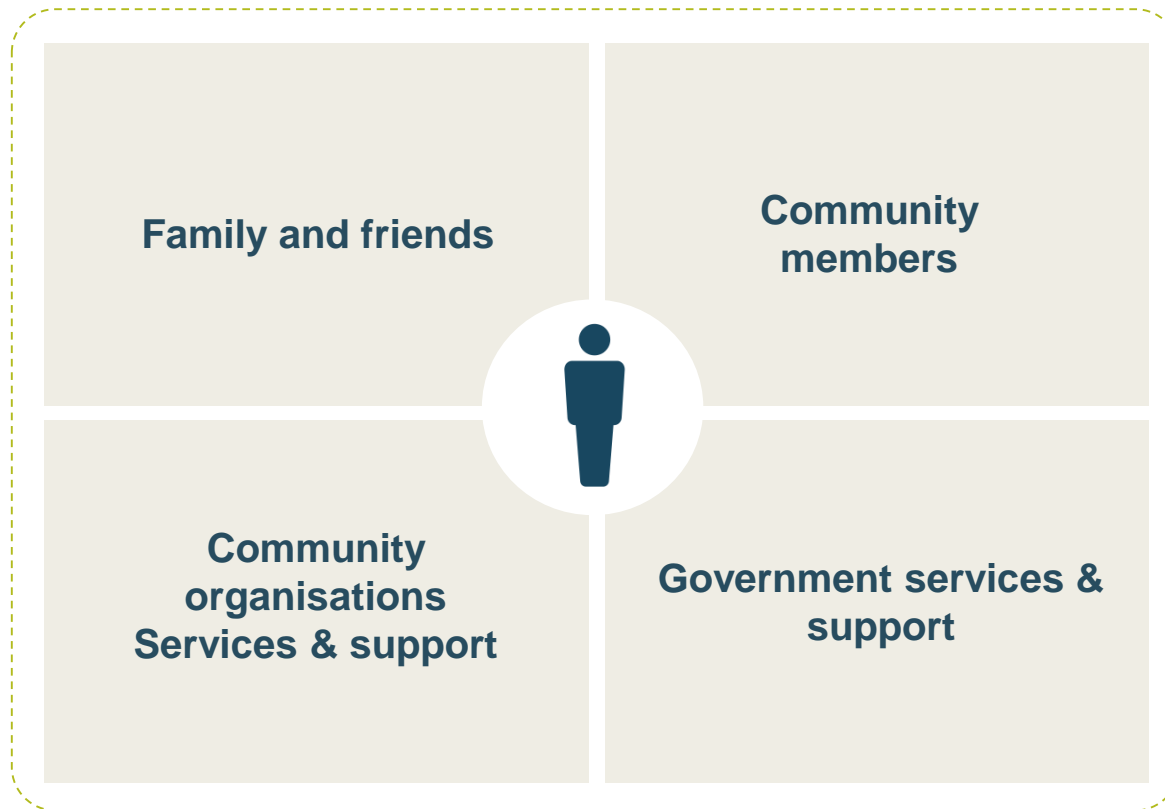 Family and friends
Community
members
Community
organisations
Services & support
Government services &
support